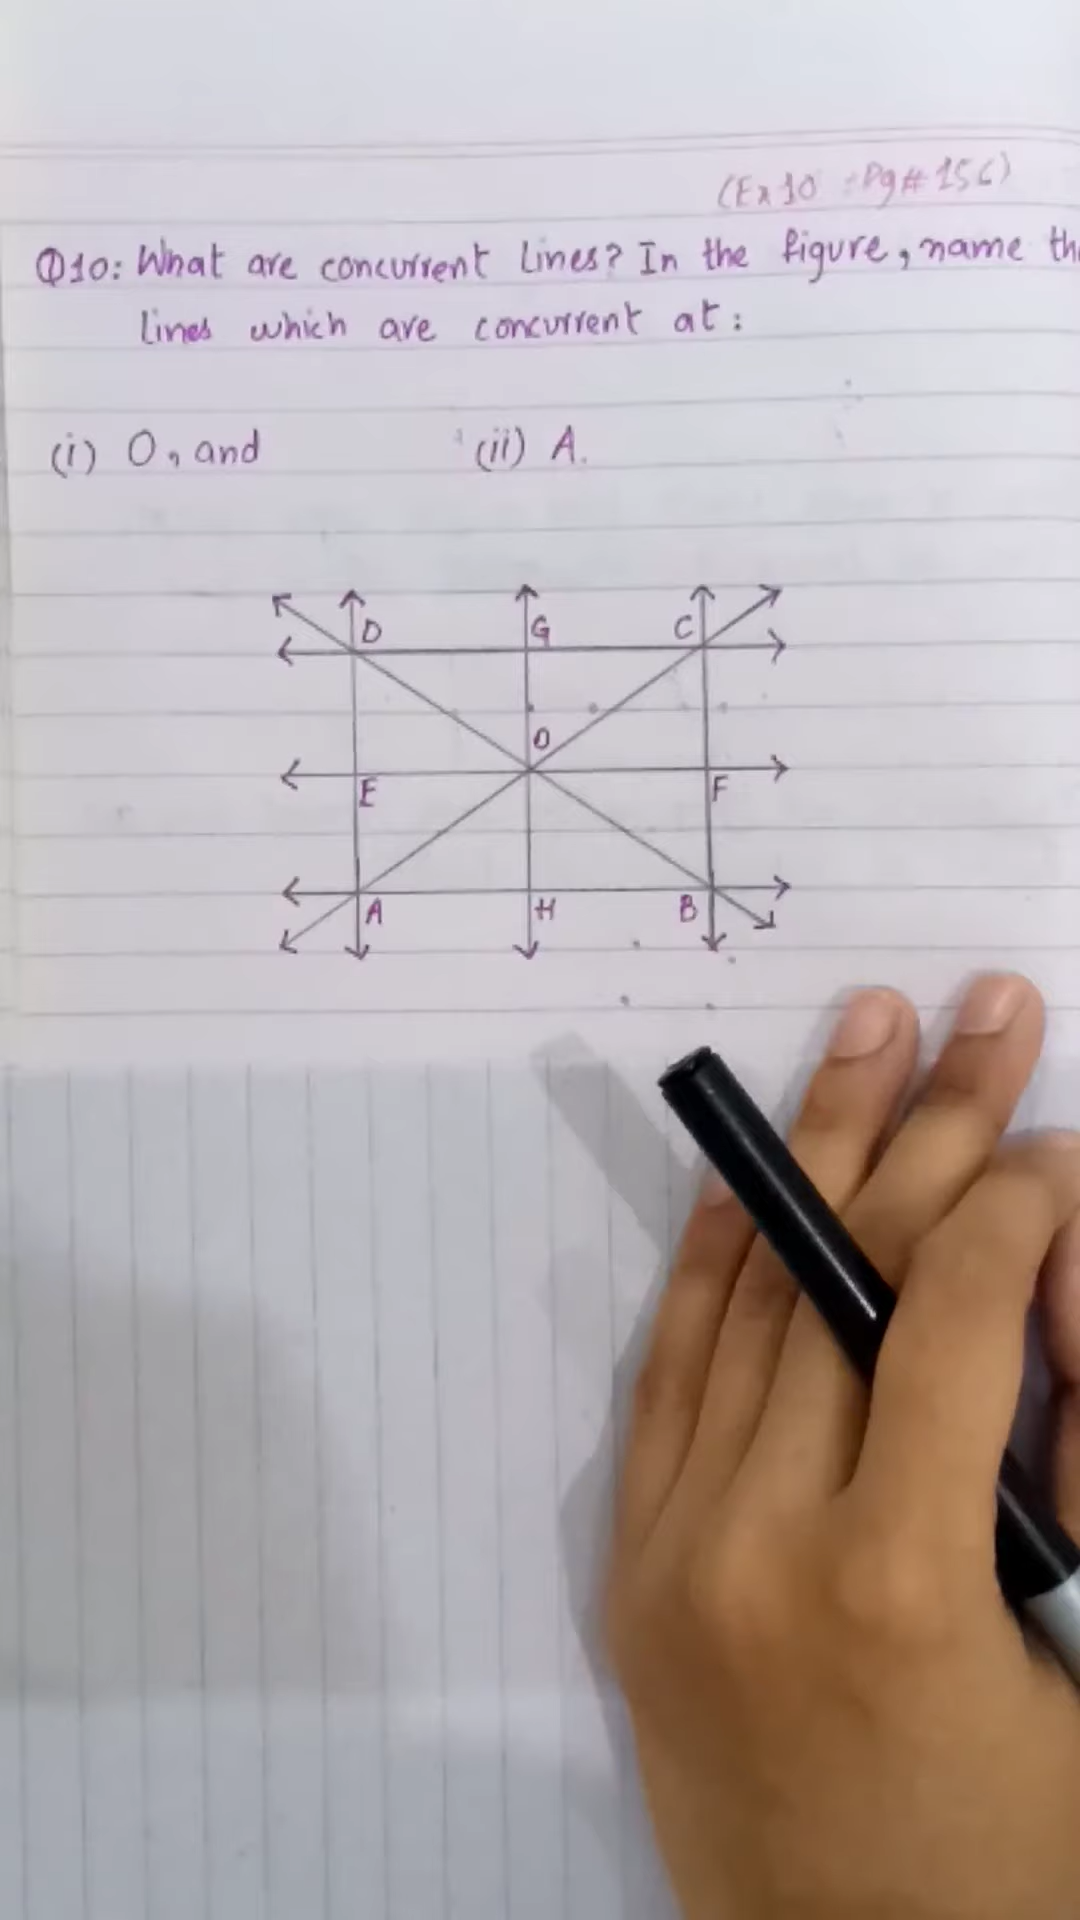 (Ex 10 : Pg# 156)
Q10: What are concurrent lines? In the figure, name
lines which are concurrent at:
(i) O, and (ii) A.
D G C
O
E F
A H B